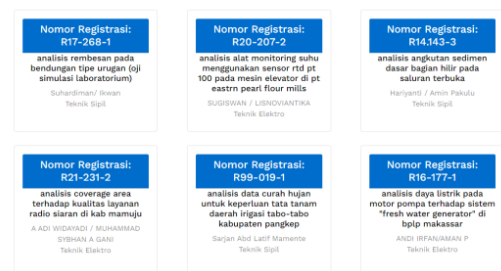 Nomor Registrasi:
R17-268-1
analisis rembesan pada
bendungan tipe urugan (oji
simulasi laboratorium)
Suhardiman/ Ikwan
Teknik Sipil
Nomor Registrasi:
R20-207-2
analisis alat monitoring suhu
menggunakan sensor rtd pt
100 pada mesin elevator di pt
eastrn pearl flour mills
SUGISWAN / LISNOVIANTIKA
Teknik Elektro
Nomor Registrasi:
R14.143-3
analisis angkutan sedimen
dasar bagian hilir pada
saluran terbuka
Hariyanti / Amin Pakulu
Teknik Sipil
Nomor Registrasi:
R21-231-2
analisis coverage area
terhadap kualitas layanan
radio siaran di kab mamuju
A ADI WIDAYADI / MUHAMMAD
SYBHAN A GANI
Teknik Elektro
Nomor Registrasi:
R99-019-1
analisis data curah hujan
untuk keperluan tata tanam
daerah irigasi tabo-tabo
kabupaten pangkep
Sarjan Abd Latif Mamente
Teknik Sipil
Nomor Registrasi:
R16-177-1
analisis daya listrik pada
motor pompa terhadap sistem
"fresh water generator" di
bplp makassar
ANDI IRFAN/AMAN P
Teknik Elektro